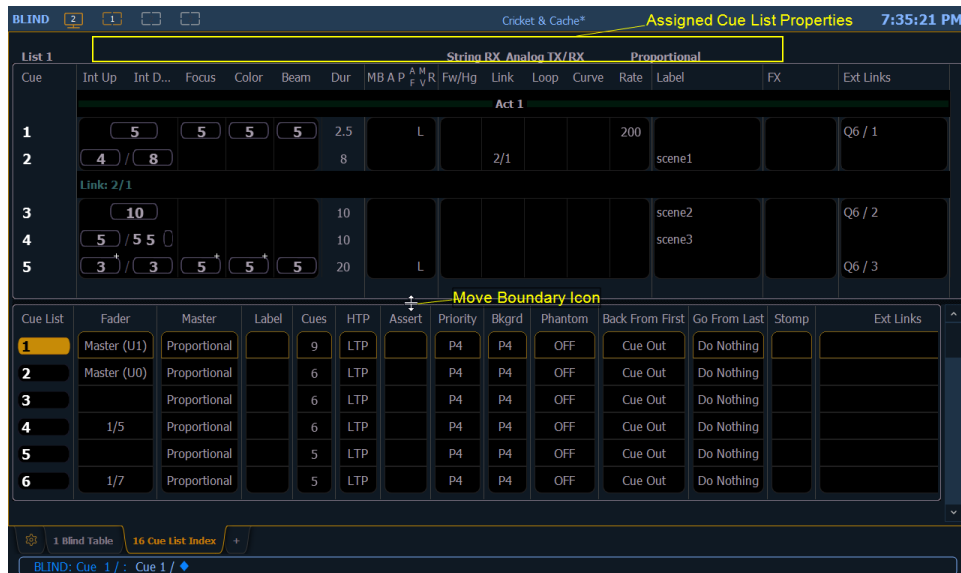 BLIND 2 1 Cricket & Cache* Assigned Cue List Properties 7:35:21 PM
List 1 String RX Analog TX/RX Proportional
Cue Int Up Int D... Focus Color Beam Dur MB A P A F M V R Fw/Hg Link Loop Curve Rate Label FX Ext Links
Act 1
1 5 5 5 5 2.5 L 200 Q6 / 1
2 4 / 8 8 2/1 scene1
Link: 2/1
3 10 10 scene2 Q6 / 2
4 5 / 5 5 10 scene3
5 3 + / 3 5 + 5 + 5 20 L Q6 / 3
Move Boundary Icon
Cue List Fader Master Label Cues HTP Assert Priority Bkgrd Phantom Back From First Go From Last Stomp Ext Links
1 Master (U1) Proportional 9 LTP P4 P4 OFF Cue Out Do Nothing
2 Master (U0) Proportional 6 LTP P4 P4 OFF Cue Out Do Nothing
3 Proportional 6 LTP P4 P4 OFF Cue Out Do Nothing
4 1/5 Proportional 6 LTP P4 P4 OFF Cue Out Do Nothing
5 Proportional 5 LTP P4 P4 OFF Cue Out Do Nothing
6 1/7 Proportional 5 LTP P4 P4 OFF Cue Out Do Nothing
1 Blind Table 16 Cue List Index +
BLIND: Cue 1 / : Cue 1 / ♦